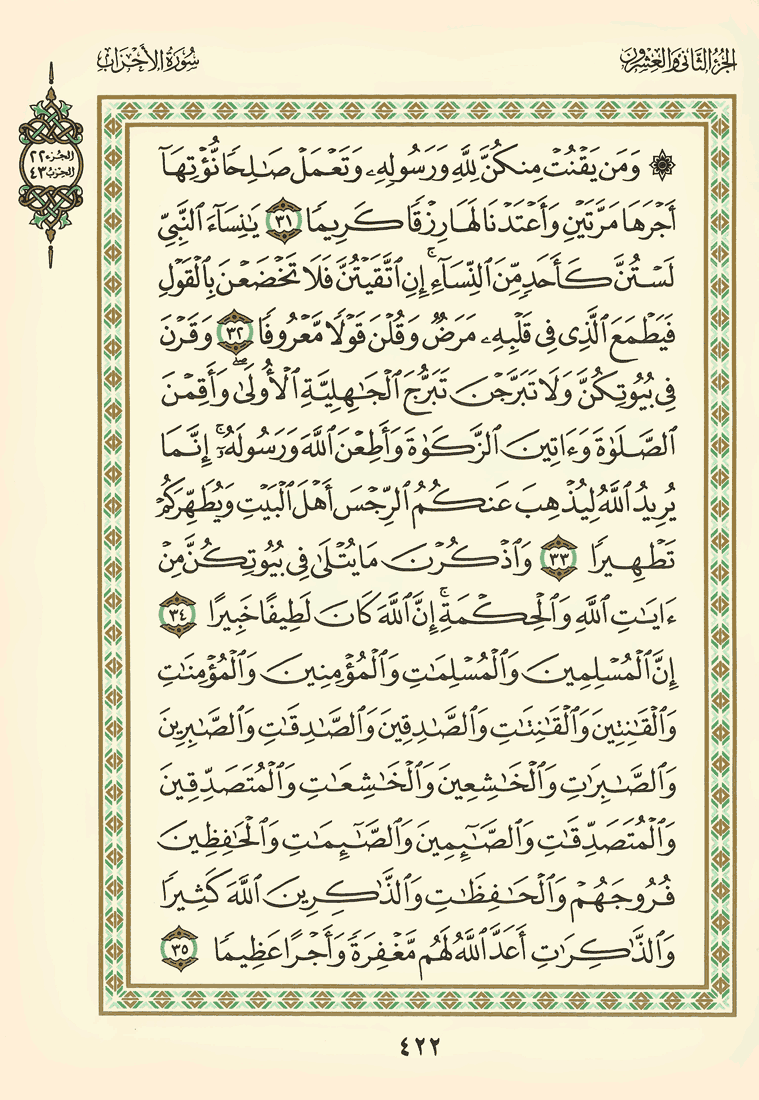 الجزء الثاني والعشرون
سورة الأحزاب
الجزء ٢٢
الحزب ٤٣
۞ وَمَن يَقْنُتْ مِنكُنَّ لِلَّهِ وَرَسُولِهِۦ وَتَعْمَلْ صَـٰلِحًا نُّؤْتِهَآ
أَجْرَهَا مَرَّتَيْنِ وَأَعْتَدْنَا لَهَا رِزْقًا كَرِيمًا ٣١ يَـٰنِسَآءَ ٱلنَّبِىِّ
لَسْتُنَّ كَأَحَدٍ مِّنَ ٱلنِّسَآءِ ۚ إِنِ ٱتَّقَيْتُنَّ فَلَا تَخْضَعْنَ بِٱلْقَوْلِ
فَيَطْمَعَ ٱلَّذِى فِى قَلْبِهِۦ مَرَضٌ وَقُلْنَ قَوْلًا مَّعْرُوفًا ٣٢ وَقَرْنَ
فِى بُيُوتِكُنَّ وَلَا تَبَرَّجْنَ تَبَرُّجَ ٱلْجَـٰهِلِيَّةِ ٱلْأُولَىٰ ۖ وَأَقِمْنَ
ٱلصَّلَوٰةَ وَءَاتِينَ ٱلزَّكَوٰةَ وَأَطِعْنَ ٱللَّهَ وَرَسُولَهُۥٓ ۚ إِنَّمَا
يُرِيدُ ٱللَّهُ لِيُذْهِبَ عَنكُمُ ٱلرِّجْسَ أَهْلَ ٱلْبَيْتِ وَيُطَهِّرَكُمْ
تَطْهِيرًا ٣٣ وَٱذْكُرْنَ مَا يُتْلَىٰ فِى بُيُوتِكُنَّ مِنْ
ءَايَـٰتِ ٱللَّهِ وَٱلْحِكْمَةِ ۚ إِنَّ ٱللَّهَ كَانَ لَطِيفًا خَبِيرًا ٣٤
إِنَّ ٱلْمُسْلِمِينَ وَٱلْمُسْلِمَـٰتِ وَٱلْمُؤْمِنِينَ وَٱلْمُؤْمِنَـٰتِ
وَٱلْقَـٰنِتِينَ وَٱلْقَـٰنِتَـٰتِ وَٱلصَّـٰدِقِينَ وَٱلصَّـٰدِقَـٰتِ وَٱلصَّـٰبِرِينَ
وَٱلصَّـٰبِرَٰتِ وَٱلْخَـٰشِعِينَ وَٱلْخَـٰشِعَـٰتِ وَٱلْمُتَصَدِّقِينَ
وَٱلْمُتَصَدِّقَـٰتِ وَٱلصَّـٰٓئِمِينَ وَٱلصَّـٰٓئِمَـٰتِ وَٱلْحَـٰفِظِينَ
فُرُوجَهُمْ وَٱلْحَـٰفِظَـٰتِ وَٱلذَّٰكِرِينَ ٱللَّهَ كَثِيرًا
وَٱلذَّٰكِرَٰتِ أَعَدَّ ٱللَّهُ لَهُم مَّغْفِرَةً وَأَجْرًا عَظِيمًا ٣٥
٤٢٢